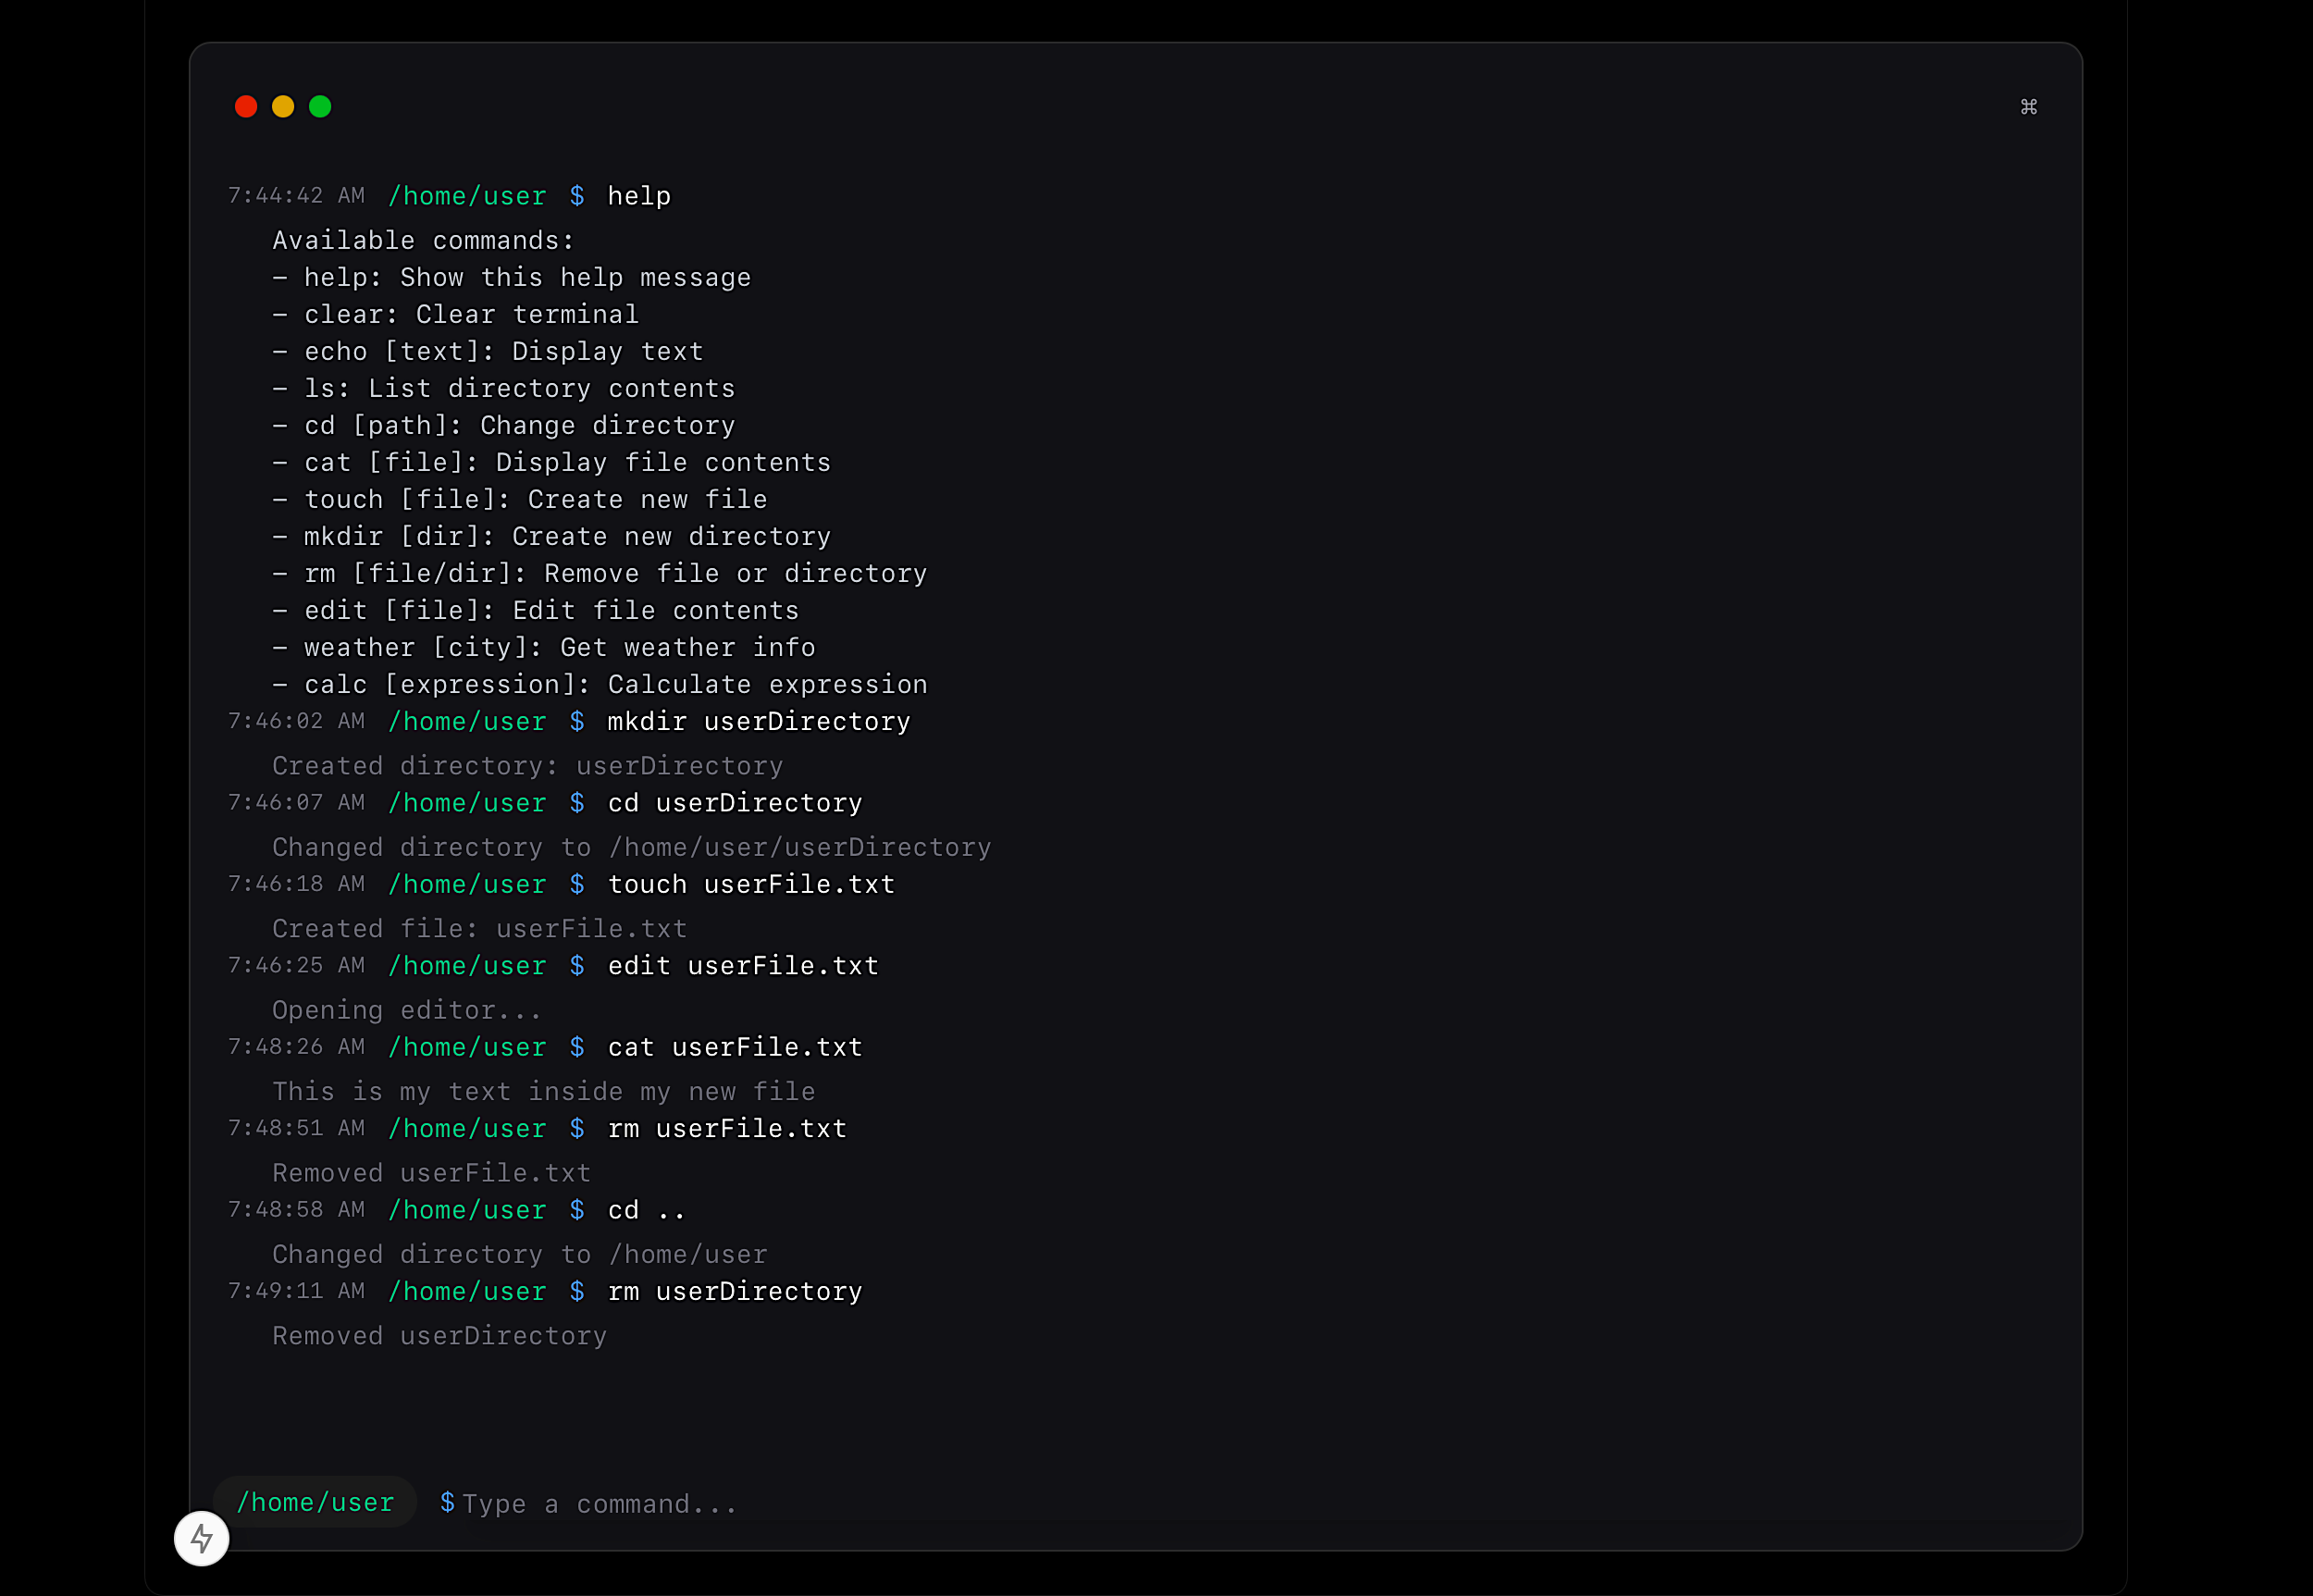 ⌘
7:44:42 AM /home/user $ help
Available commands:
- help: Show this help message
- clear: Clear terminal
- echo [text]: Display text
- ls: List directory contents
- cd [path]: Change directory
- cat [file]: Display file contents
- touch [file]: Create new file
- mkdir [dir]: Create new directory
- rm [file/dir]: Remove file or directory
- edit [file]: Edit file contents
- weather [city]: Get weather info
- calc [expression]: Calculate expression
7:46:02 AM /home/user $ mkdir userDirectory
Created directory: userDirectory
7:46:07 AM /home/user $ cd userDirectory
Changed directory to /home/user/userDirectory
7:46:18 AM /home/user $ touch userFile.txt
Created file: userFile.txt
7:46:25 AM /home/user $ edit userFile.txt
Opening editor...
7:48:26 AM /home/user $ cat userFile.txt
This is my text inside my new file
7:48:51 AM /home/user $ rm userFile.txt
Removed userFile.txt
7:48:58 AM /home/user $ cd ..
Changed directory to /home/user
7:49:11 AM /home/user $ rm userDirectory
Removed userDirectory
/home/user $ Type a command...